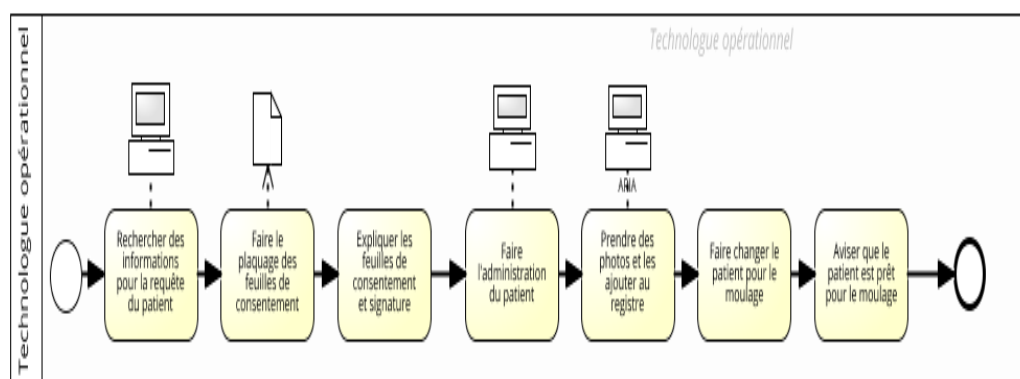 Technologue opérationnel
Technologue opérationnel
ARIA
Rechercher des
informations
pour la requête
du patient
Faire le
plaquage des
feuilles de
consentement
Expliquer les
feuilles de
consentement
et signature
Faire
l'administration
du patient
Prendre des
photos et les
ajouter au
registre
Faire changer le
patient pour le
moulage
Aviser que le
patient est prêt
pour le moulage